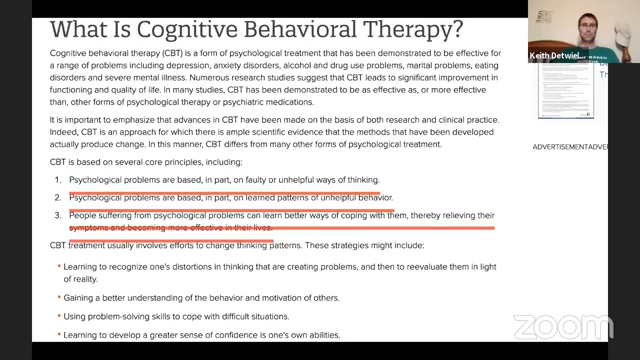 What Is Cognitive Behavioral Therapy?
Cognitive behavioral therapy (CBT) is a form of psychological treatment that has been demonstrated to be effective for
a range of problems including depression, anxiety disorders, alcohol and drug use problems, marital problems, eating
disorders and severe mental illness. Numerous research studies suggest that CBT leads to significant improvement in
functioning and quality of life. In many studies, CBT has been demonstrated to be as effective as, or more effective
than, other forms of psychological therapy or psychiatric medications.
It is important to emphasize that advances in CBT have been made on the basis of both research and clinical practice.
Indeed, CBT is an approach for which there is ample scientific evidence that the methods that have been developed
actually produce change. In this manner, CBT differs from many other forms of psychological treatment.
CBT is based on several core principles, including:
1. Psychological problems are based, in part, on faulty or unhelpful ways of thinking.
2. Psychological problems are based, in part, on learned patterns of unhelpful behavior.
3. People suffering from psychological problems can learn better ways of coping with them, thereby relieving their
symptoms and becoming more effective in their lives.
CBT treatment usually involves efforts to change thinking patterns. These strategies might include:
• Learning to recognize one's distortions in thinking that are creating problems, and then to reevaluate them in light
of reality.
• Gaining a better understanding of the behavior and motivation of others.
• Using problem-solving skills to cope with difficult situations.
• Learning to develop a greater sense of confidence is one's own abilities.
Keith Detwiler
Th
ADVERTISEMENTADVER
zoom